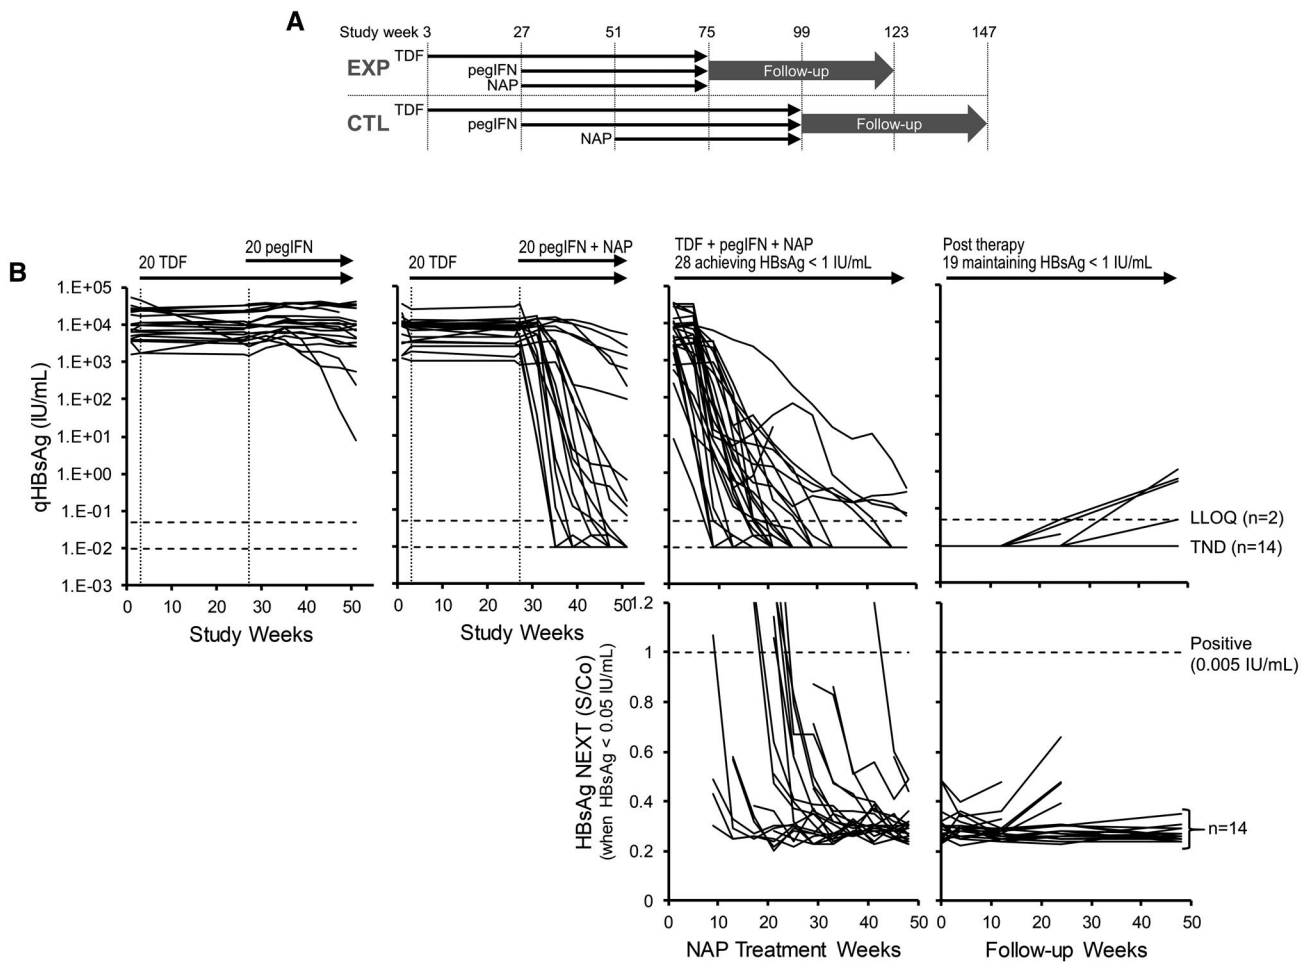 A
Study week 3 27 51 75 99 123 147
TDF
EXP pegIFN Follow-up
NAP
TDF
CTL pegIFN Follow-up
NAP
B
20 pegIFN
20 TDF
20 pegIFN + NAP
20 TDF
TDF + pegIFN + NAP
28 achieving HBsAg < 1 IU/mL
Post therapy
19 maintaining HBsAg < 1 IU/mL
qHBsAg (IU/mL)
1.E+05
1.E+04
1.E+03
1.E+02
1.E+01
1.E+00
1.E-01
1.E-02
1.E-03
LLOQ (n=2)
TND (n=14)
0 10 20 30 40 50
Study Weeks
0 10 20 30 40 50
Study Weeks
HBsAg NEXT (S/Co)
(when HBsAg < 0.05 IU/mL)
1.2
1
0.8
0.6
0.4
0.2
0
Positive
(0.005 IU/mL)
n=14
0 10 20 30 40 50
NAP Treatment Weeks
0 10 20 30 40 50
Follow-up Weeks